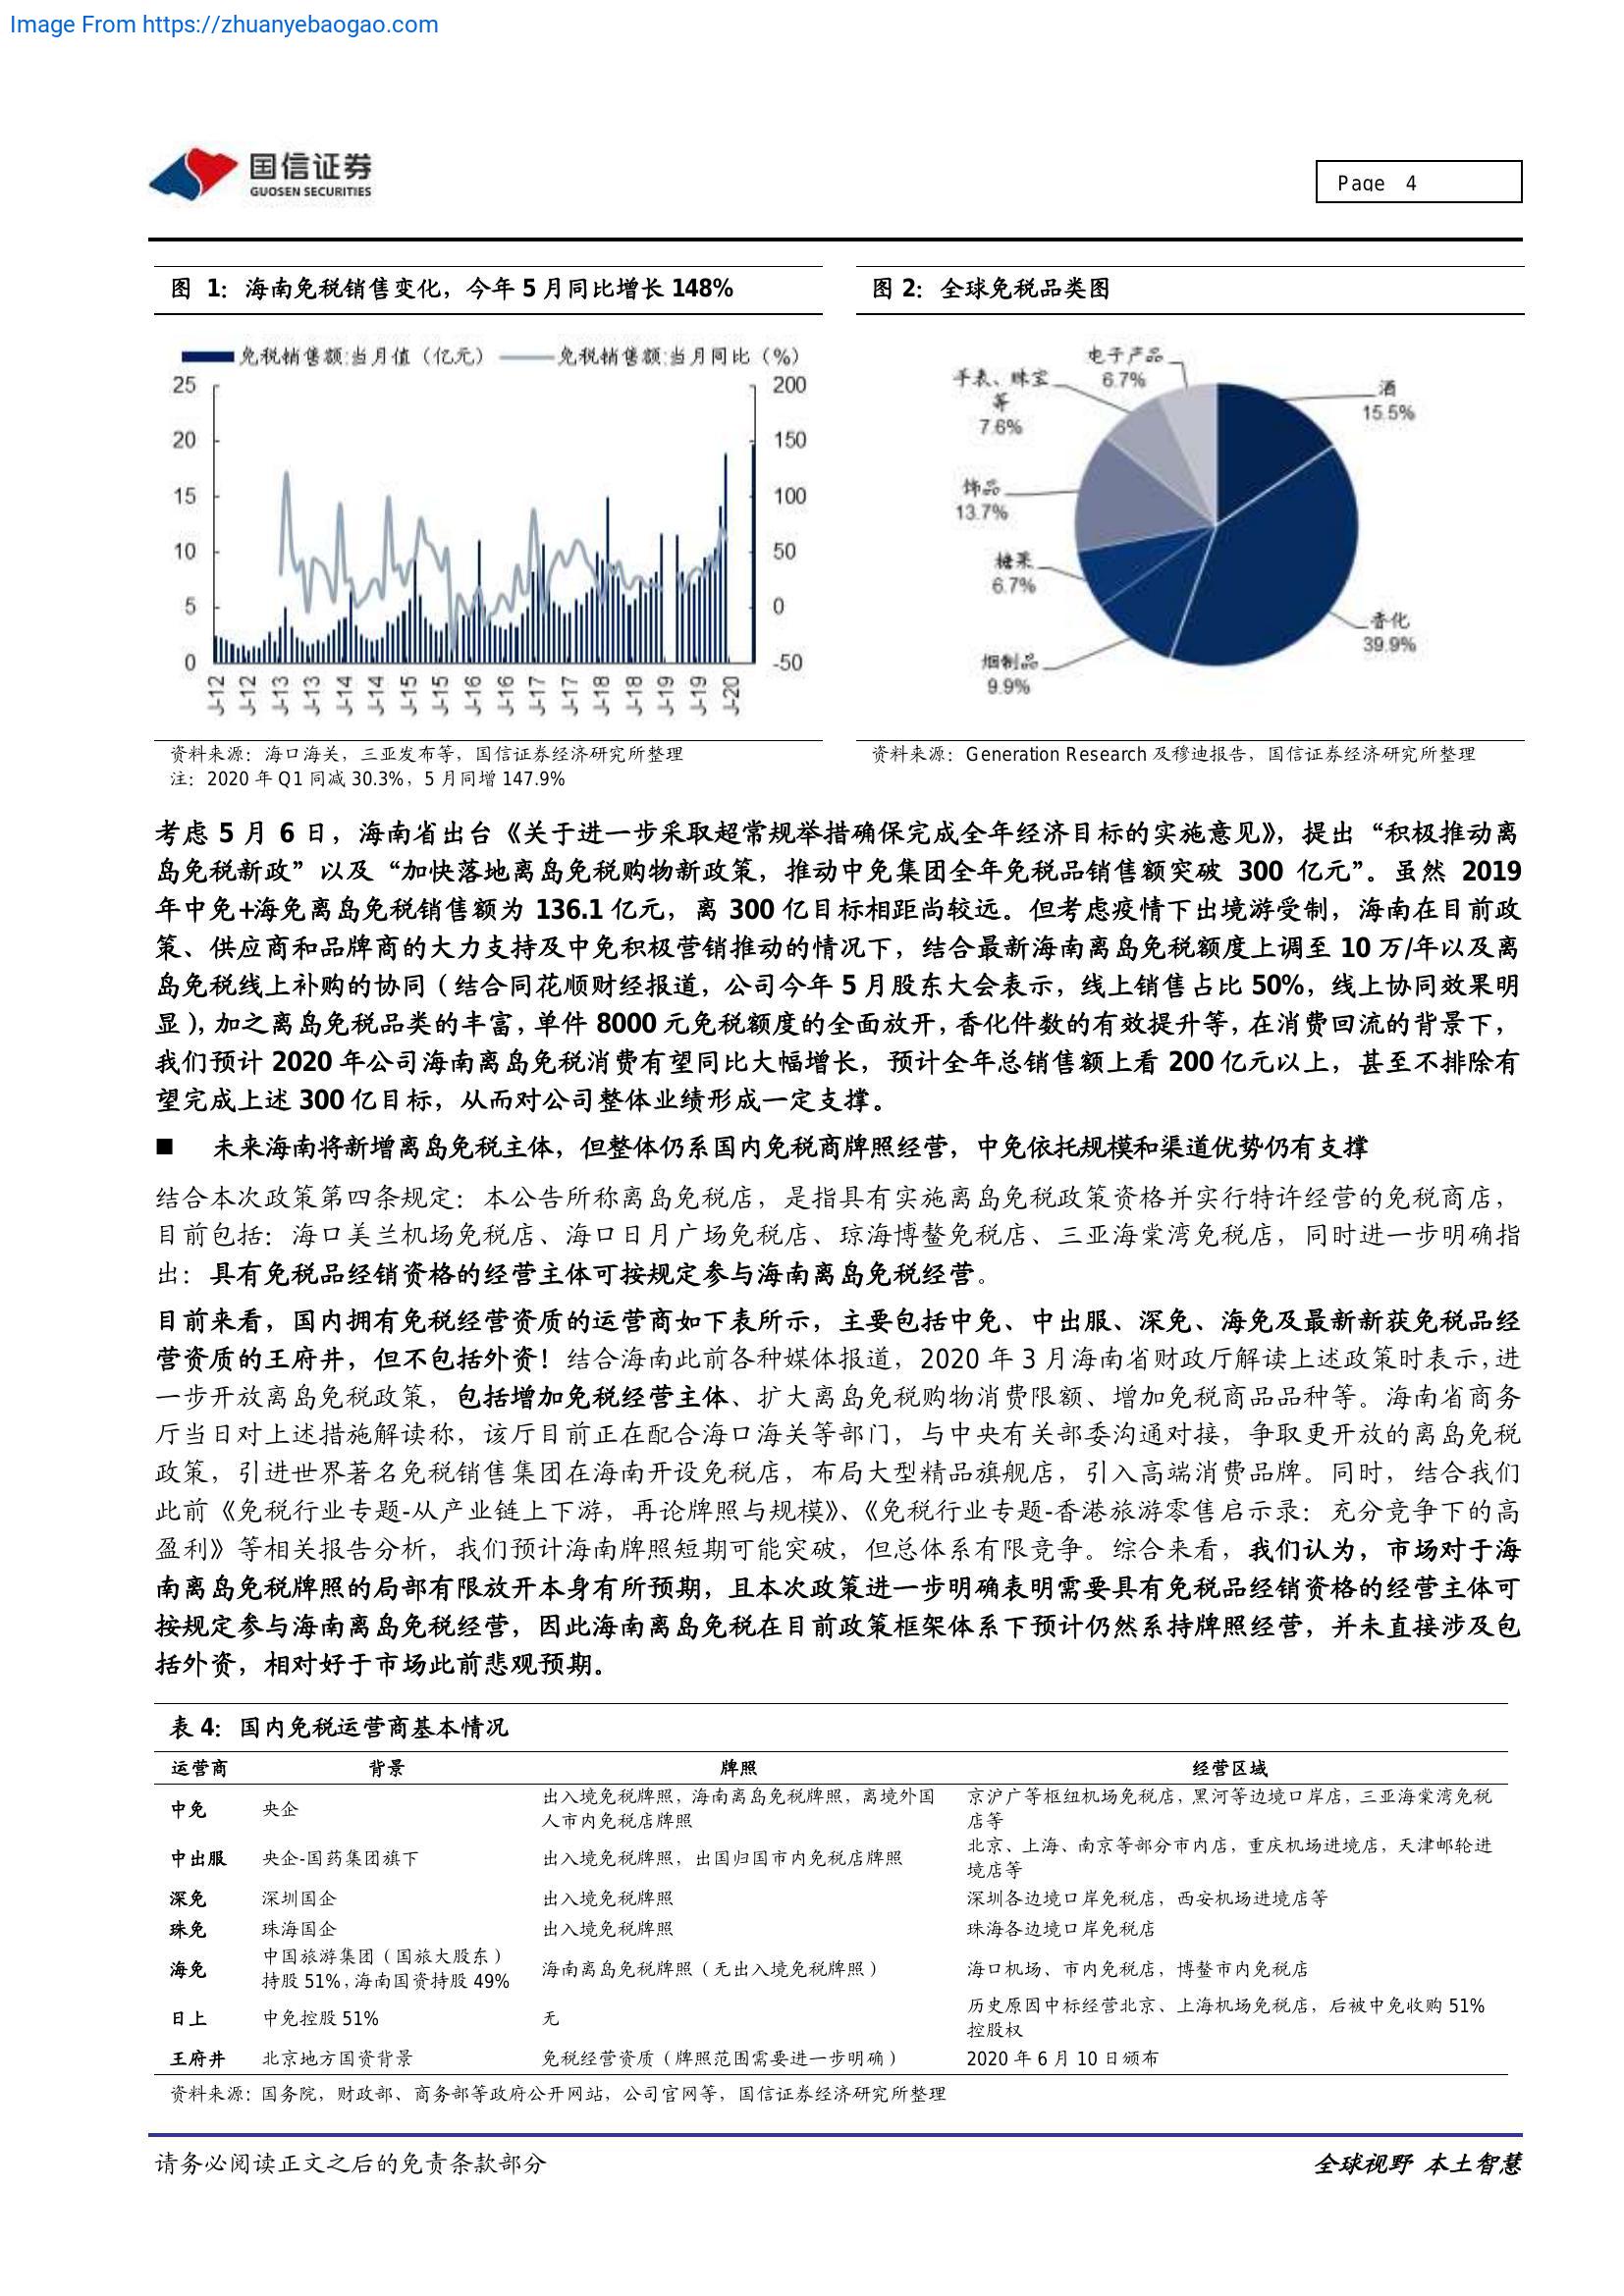 Image From https://zhuanyebaogao.com
国信证券
GUOSEN SECURITIES
Page 4
图 1：海南免税销售变化，今年 5 月同比增长 148%
免税销售额:当月值（亿元） 免税销售额:当月同比（%）
25 200
20 150
15 100
10 50
5 0
0 -50
J-12 J-12 J-13 J-13 J-14 J-14 J-15 J-15 J-16 J-16 J-17 J-17 J-18 J-18 J-19 J-19 J-20
资料来源：海口海关，三亚发布等，国信证券经济研究所整理
注：2020 年 Q1 同减 30.3%，5 月同增 147.9%
图 2：全球免税品类图
电子产品
6.7%
手表、珠宝
等
7.6%
酒
15.5%
饰品
13.7%
糖果
6.7%
香化
39.9%
烟制品
9.9%
资料来源：Generation Research 及穆迪报告，国信证券经济研究所整理
考虑 5 月 6 日，海南省出台《关于进一步采取超常规举措确保完成全年经济目标的实施意见》，提出“积极推动离
岛免税新政”以及“加快落地离岛免税购物新政策，推动中免集团全年免税品销售额突破 300 亿元”。虽然 2019
年中免+海免离岛免税销售额为 136.1 亿元，离 300 亿目标相距尚较远。但考虑疫情下出境游受制，海南在目前政
策、供应商和品牌商的大力支持及中免积极营销推动的情况下，结合最新海南离岛免税额度上调至 10 万/年以及离
岛免税线上补购的协同（结合同花顺财经报道，公司今年 5 月股东大会表示，线上销售占比 50%，线上协同效果明
显），加之离岛免税品类的丰富，单件 8000 元免税额度的全面放开，香化件数的有效提升等，在消费回流的背景下，
我们预计 2020 年公司海南离岛免税消费有望同比大幅增长，预计全年总销售额上看 200 亿元以上，甚至不排除有
望完成上述 300 亿目标，从而对公司整体业绩形成一定支撑。
■ 未来海南将新增离岛免税主体，但整体仍系国内免税商牌照经营，中免依托规模和渠道优势仍有支撑
结合本次政策第四条规定：本公告所称离岛免税店，是指具有实施离岛免税政策资格并实行特许经营的免税商店，
目前包括：海口美兰机场免税店、海口日月广场免税店、琼海博鳌免税店、三亚海棠湾免税店，同时进一步明确指
出：具有免税品经销资格的经营主体可按规定参与海南离岛免税经营。
目前来看，国内拥有免税经营资质的运营商如下表所示，主要包括中免、中出服、深免、海免及最新新获免税品经
营资质的王府井，但不包括外资！结合海南此前各种媒体报道，2020 年 3 月海南省财政厅解读上述政策时表示，进
一步开放离岛免税政策，包括增加免税经营主体、扩大离岛免税购物消费限额、增加免税商品品种等。海南省商务
厅当日对上述措施解读称，该厅目前正在配合海口海关等部门，与中央有关部委沟通对接，争取更开放的离岛免税
政策，引进世界著名免税销售集团在海南开设免税店，布局大型精品旗舰店，引入高端消费品牌。同时，结合我们
此前《免税行业专题-从产业链上下游，再论牌照与规模》、《免税行业专题-香港旅游零售启示录：充分竞争下的高
盈利》等相关报告分析，我们预计海南牌照短期可能突破，但总体系有限竞争。综合来看，我们认为，市场对于海
南离岛免税牌照的局部有限放开本身有所预期，且本次政策进一步明确表明需要具有免税品经销资格的经营主体可
按规定参与海南离岛免税经营，因此海南离岛免税在目前政策框架体系下预计仍然系持牌照经营，并未直接涉及包
括外资，相对好于市场此前悲观预期。
表 4：国内免税运营商基本情况
运营商 背景 牌照 经营区域
中免 央企 出入境免税牌照，海南离岛免税牌照，离境外国人市内免税店牌照 京沪广等枢纽机场免税店，黑河等边境口岸店，三亚海棠湾免税店等
中出服 央企-国药集团旗下 出入境免税牌照，出国归国市内免税店牌照 北京、上海、南京等部分市内店，重庆机场进境店，天津邮轮进境店等
深免 深圳国企 出入境免税牌照 深圳各边境口岸免税店，西安机场进境店等
珠免 珠海国企 出入境免税牌照 珠海各边境口岸免税店
海免 中国旅游集团（国旅大股东）持股 51%，海南国资持股 49% 海南离岛免税牌照（无出入境免税牌照） 海口机场、市内免税店，博鳌市内免税店
日上 中免控股 51% 无 历史原因中标经营北京、上海机场免税店，后被中免收购 51%控股权
王府井 北京地方国资背景 免税经营资质（牌照范围需要进一步明确） 2020 年 6 月 10 日颁布
资料来源：国务院，财政部、商务部等政府公开网站，公司官网等，国信证券经济研究所整理
请务必阅读正文之后的免责条款部分
全球视野 本土智慧